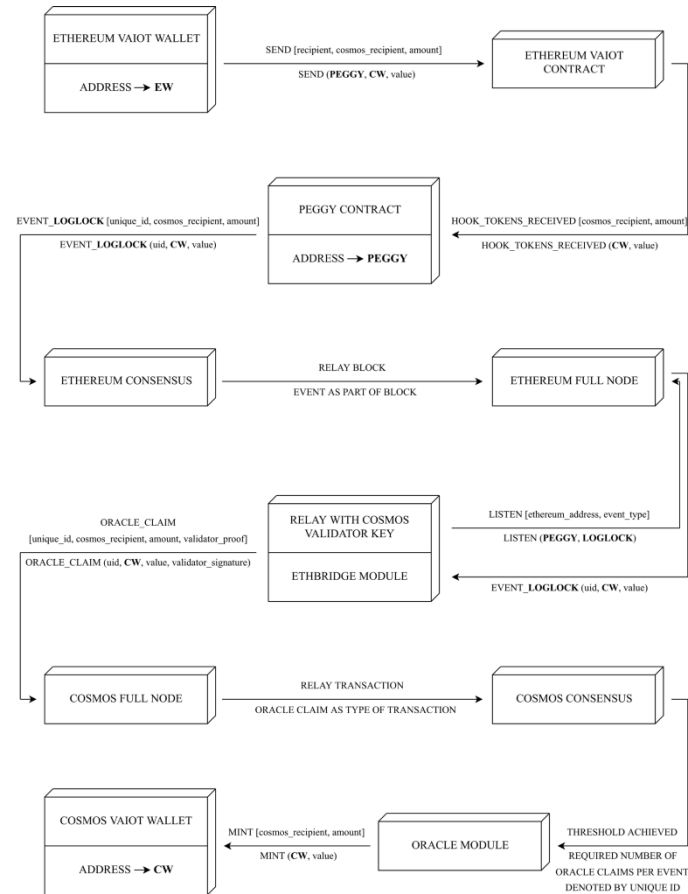 ETHEREUM VAIOT WALLET
ADDRESS → EW
SEND [recipient, cosmos_recipient, amount]
SEND (PEGGY, CW, value)
ETHEREUM VAIOT
CONTRACT
HOOK_TOKENS_RECEIVED [cosmos_recipient, amount]
HOOK_TOKENS_RECEIVED (CW, value)
PEGGY CONTRACT
ADDRESS → PEGGY
EVENT_LOGLOCK [unique_id, cosmos_recipient, amount]
EVENT_LOGLOCK (uid, CW, value)
ETHEREUM CONSENSUS
RELAY BLOCK
EVENT AS PART OF BLOCK
ETHEREUM FULL NODE
LISTEN [ethereum_address, event_type]
LISTEN (PEGGY, LOGLOCK)
EVENT_LOGLOCK (uid, CW, value)
RELAY WITH COSMOS
VALIDATOR KEY
ETHBRIDGE MODULE
ORACLE_CLAIM
[unique_id, cosmos_recipient, amount, validator_proof]
ORACLE_CLAIM (uid, CW, value, validator_signature)
COSMOS FULL NODE
RELAY TRANSACTION
ORACLE CLAIM AS TYPE OF TRANSACTION
COSMOS CONSENSUS
THRESHOLD ACHIEVED
REQUIRED NUMBER OF
ORACLE CLAIMS PER EVENT
DENOTED BY UNIQUE ID
ORACLE MODULE
MINT [cosmos_recipient, amount]
MINT (CW, value)
COSMOS VAIOT WALLET
ADDRESS → CW